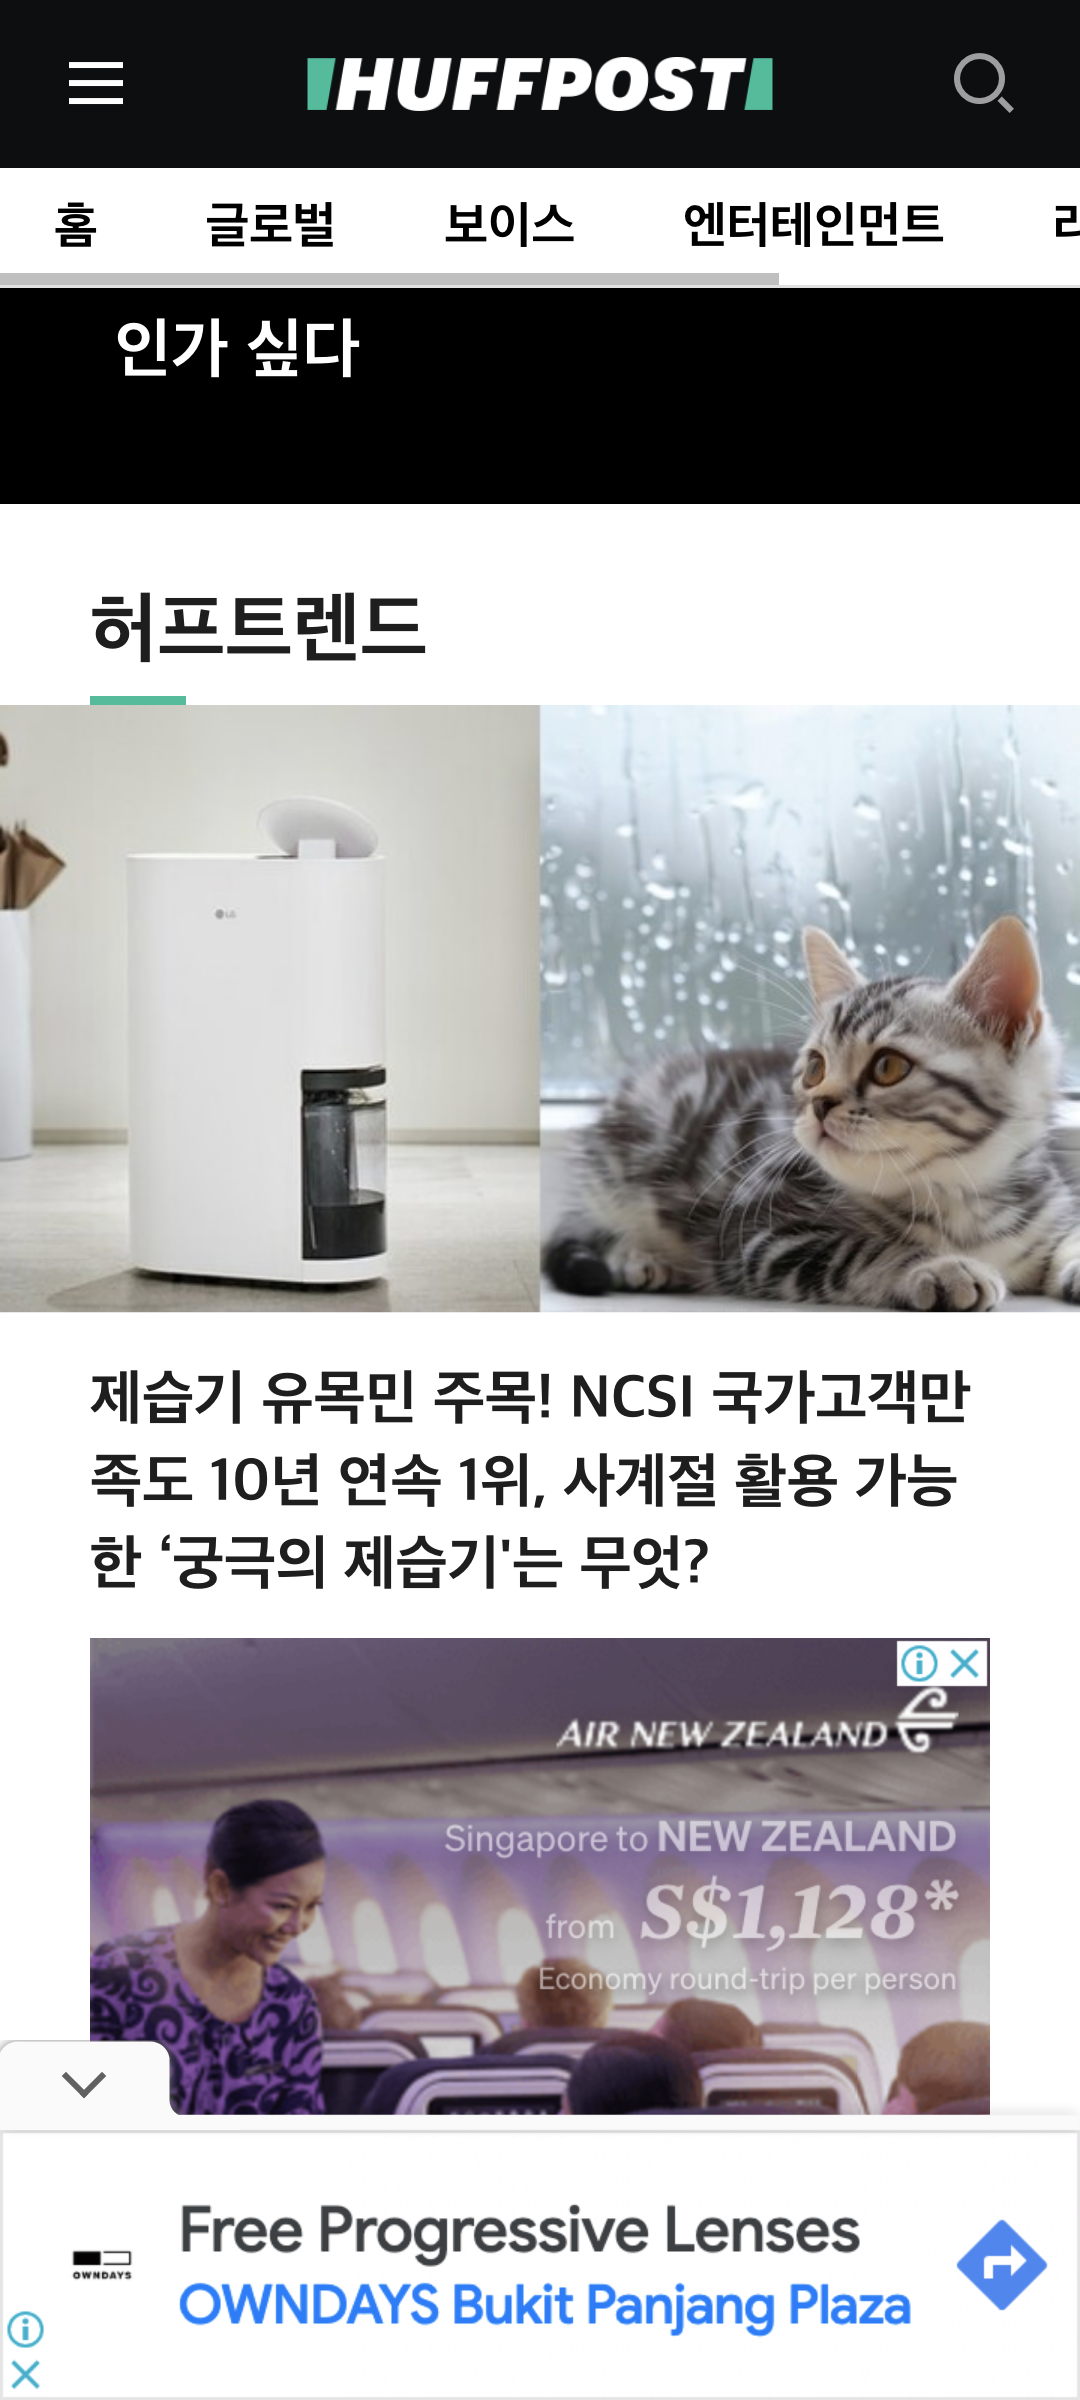 HUFFPOST
홈 글로벌 보이스 엔터테인먼트
인가 싶다
허프트렌드
LG
제습기 유목민 주목! NCSI 국가고객만
족도 10년 연속 1위, 사계절 활용 가능
한 ‘궁극의 제습기'는 무엇?
AIR NEW ZEALAND
Singapore to NEW ZEALAND
from S$1,128*
Economy round-trip per person
Free Progressive Lenses
OWNDAYS
OWNDAYS Bukit Panjang Plaza